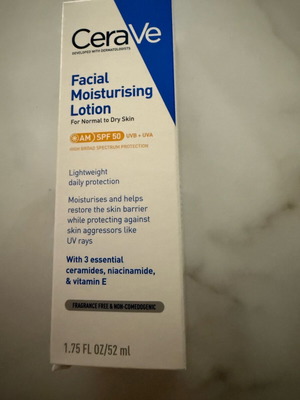 CeraVe
DEVELOPED WITH DERMATOLOGISTS
Facial
Moisturising
Lotion
For Normal to Dry Skin
AM SPF 50 UVB + UVA
HIGH BROAD SPECTRUM PROTECTION
Lightweight
daily protection
Moisturises and helps
restore the skin barrier
while protecting against
skin aggressors like
UV rays
With 3 essential
ceramides, niacinamide,
& vitamin E
FRAGRANCE FREE & NON-COMEDOGENIC
1.75 FL OZ/52 ml